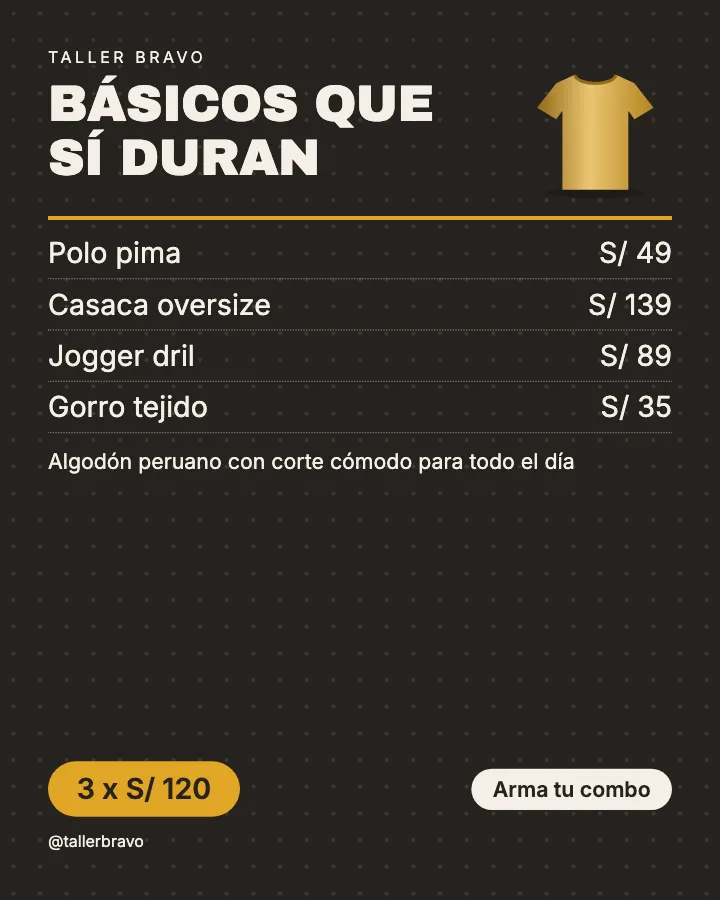 TALLER BRAVO
BÁSICOS QUE
SÍ DURAN
Polo pima S/ 49
Casaca oversize S/ 139
Jogger dril S/ 89
Gorro tejido S/ 35
Algodón peruano con corte cómodo para todo el día
3 x S/ 120
Arma tu combo
@tallerbravo